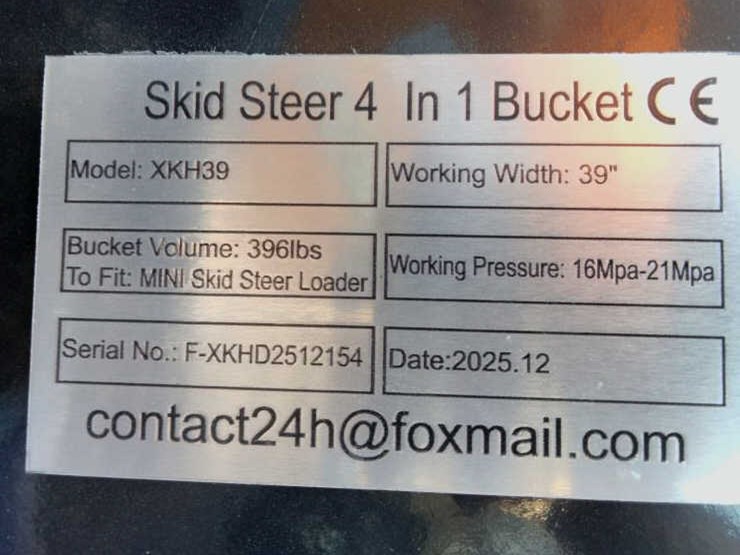 Skid Steer 4 In 1 Bucket CE
Model: XKH39
Working Width: 39"
Bucket Volume: 396lbs
To Fit: MINI Skid Steer Loader
Working Pressure: 16Mpa-21Mpa
Serial No.: F-XKHD2512154
Date:2025.12
contact24h@foxmail.com